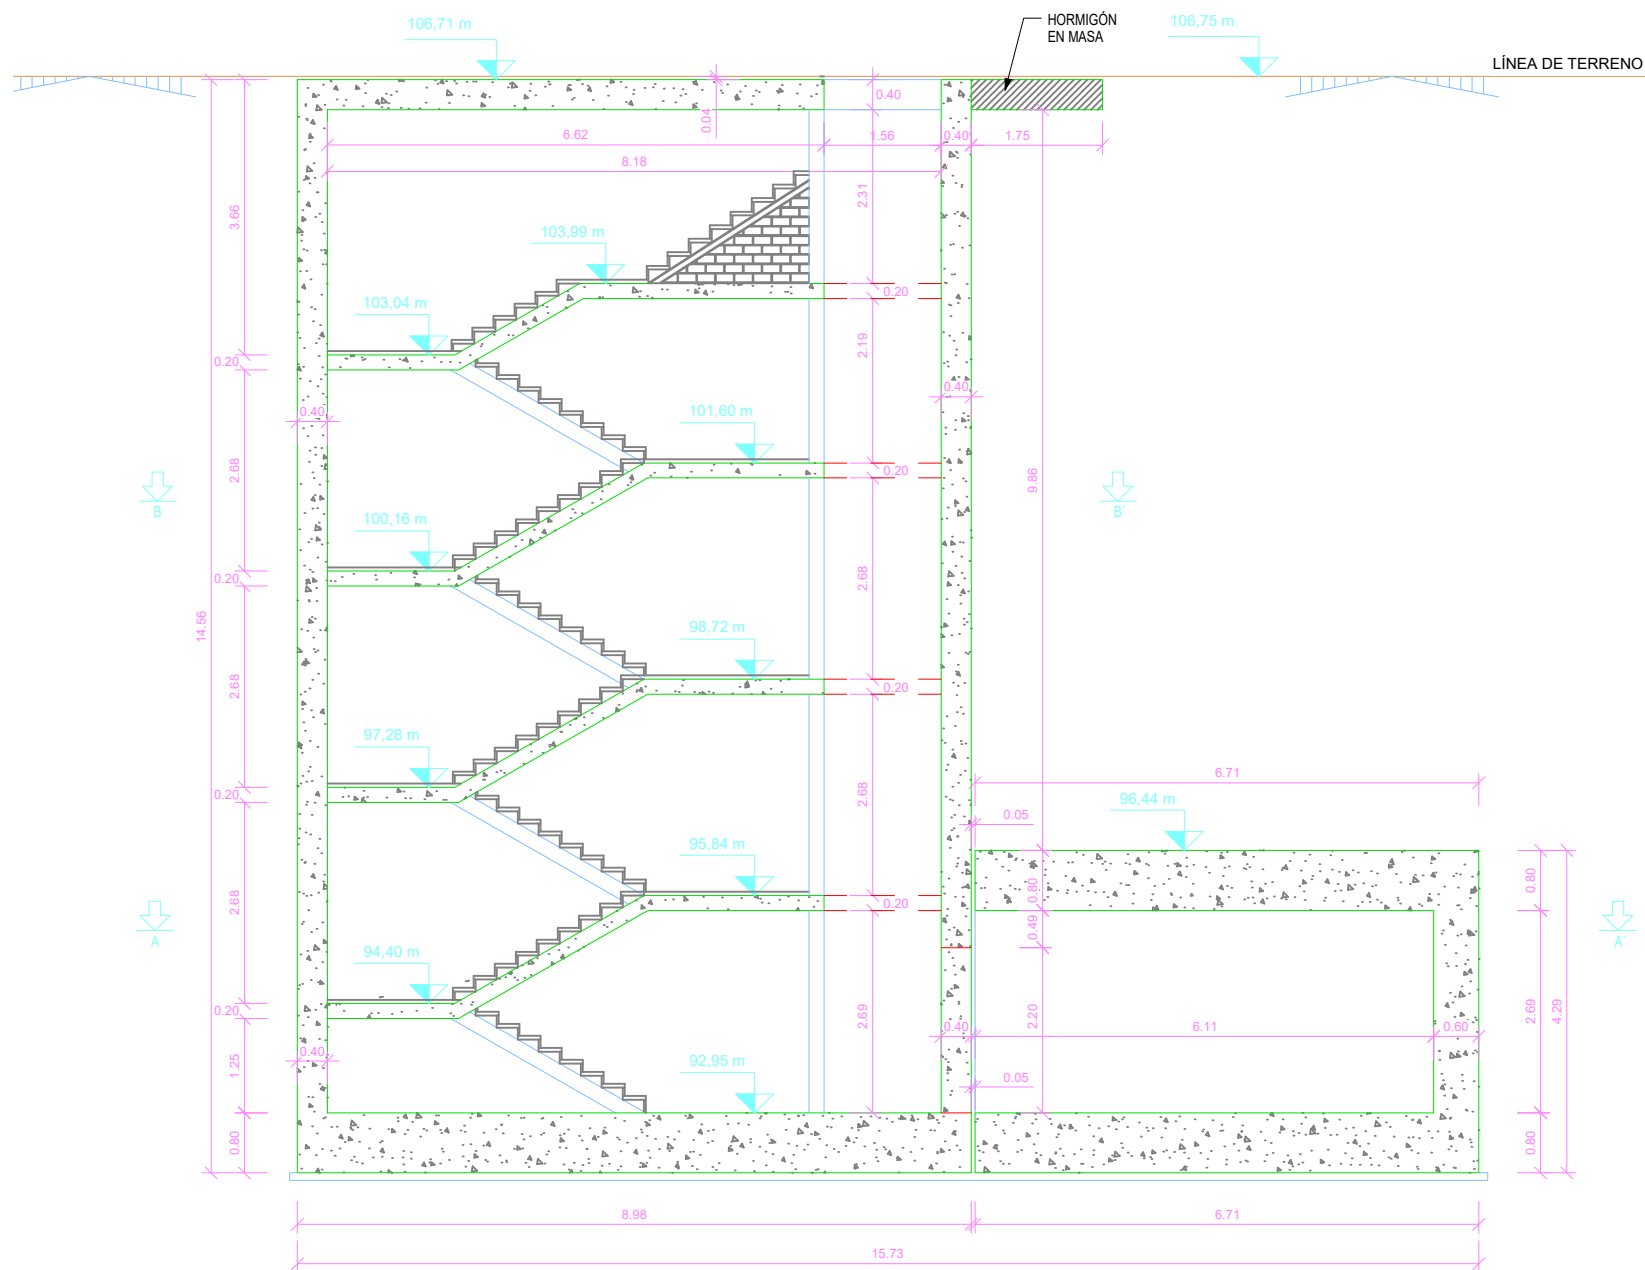 106,71 m
HORMIGÓN
EN MASA
106,75 m
LÍNEA DE TERRENO
0.40
0.04
6.62
1.56
0.40
1.75
8.18
2.31
3.66
103,99 m
0.20
103,04 m
2.19
0.20
0.40
0.40
101,60 m
0.20
2.68
9.86
B
B´
100,16 m
0.20
2.68
14.56
98,72 m
0.20
2.68
97,28 m
0.20
2.68
6.71
96,44 m
0.05
95,84 m
0.20
2.68
0.80
0.80
0.49
A
A´
94,40 m
0.20
2.69
2.20
2.69
4.29
0.40
6.11
0.60
0.40
1.25
92,95 m
0.05
0.80
0.80
8.98
6.71
15.73